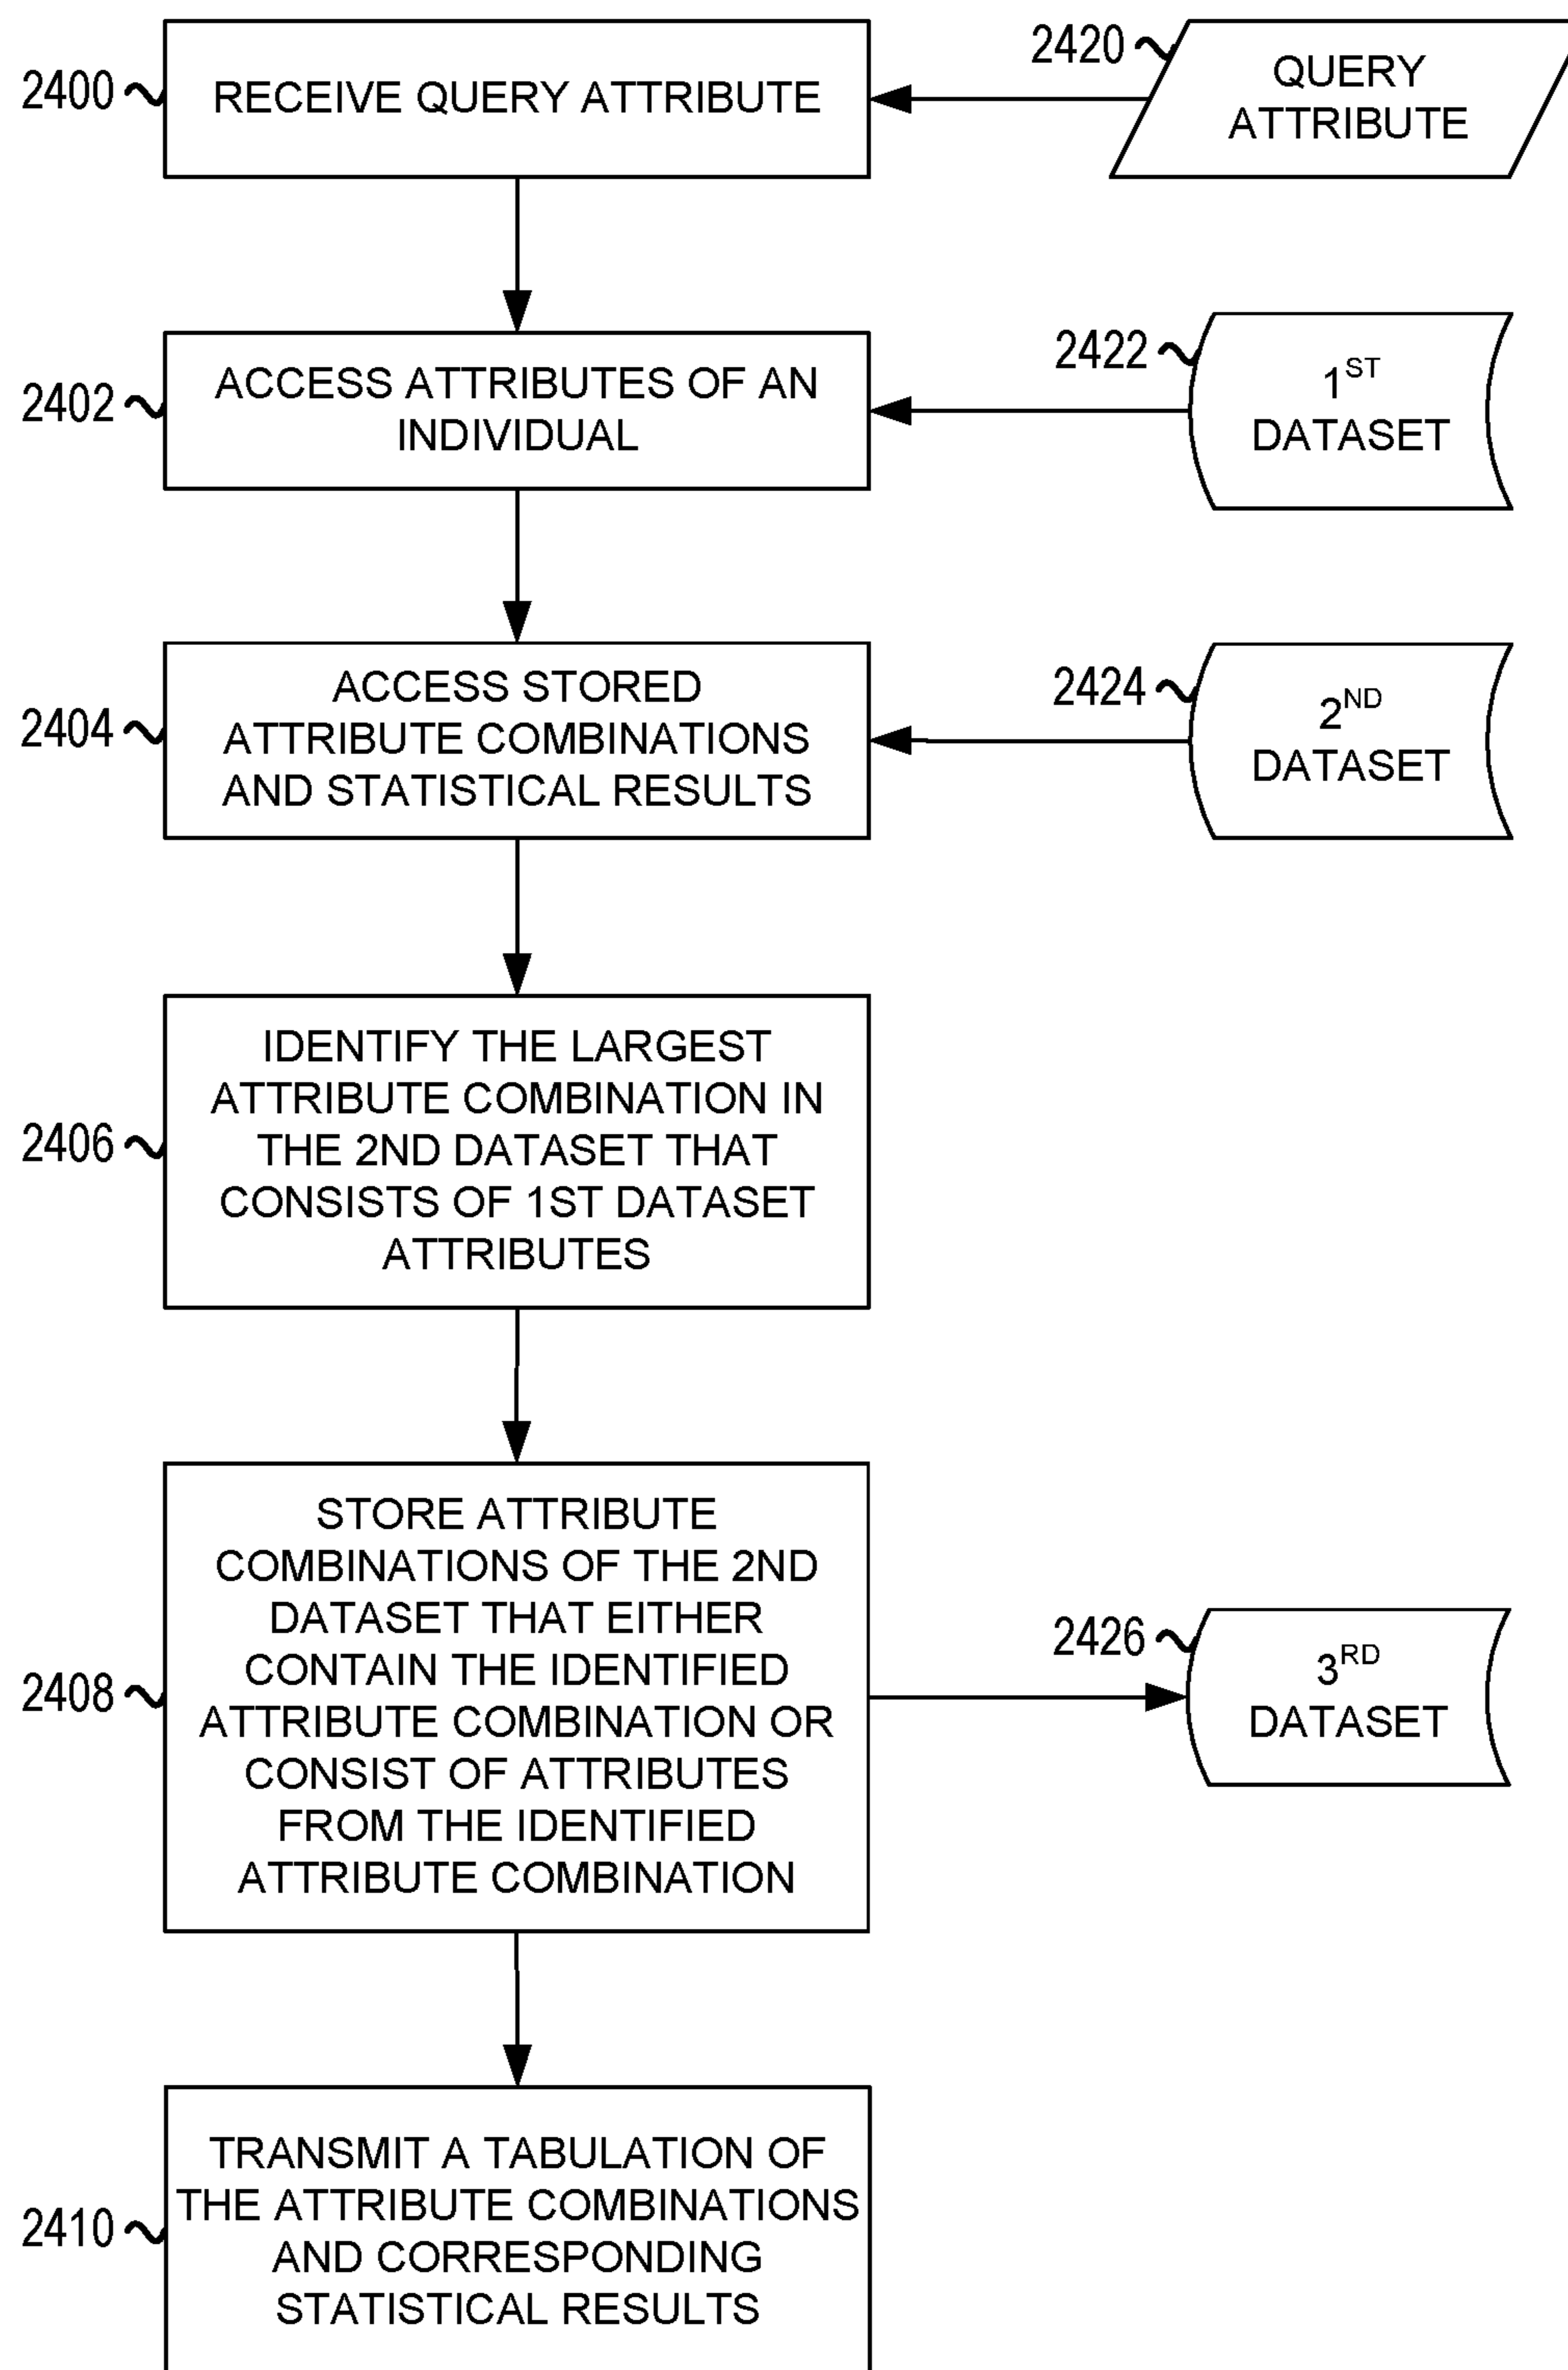 2400
RECEIVE QUERY ATTRIBUTE
2420
QUERY
ATTRIBUTE
2402
ACCESS ATTRIBUTES OF AN
INDIVIDUAL
2422
1ST
DATASET
2404
ACCESS STORED
ATTRIBUTE COMBINATIONS
AND STATISTICAL RESULTS
2424
2ND
DATASET
2406
IDENTIFY THE LARGEST
ATTRIBUTE COMBINATION IN
THE 2ND DATASET THAT
CONSISTS OF 1ST DATASET
ATTRIBUTES
2408
STORE ATTRIBUTE
COMBINATIONS OF THE 2ND
DATASET THAT EITHER
CONTAIN THE IDENTIFIED
ATTRIBUTE COMBINATION OR
CONSIST OF ATTRIBUTES
FROM THE IDENTIFIED
ATTRIBUTE COMBINATION
2426
3RD
DATASET
2410
TRANSMIT A TABULATION OF
THE ATTRIBUTE COMBINATIONS
AND CORRESPONDING
STATISTICAL RESULTS